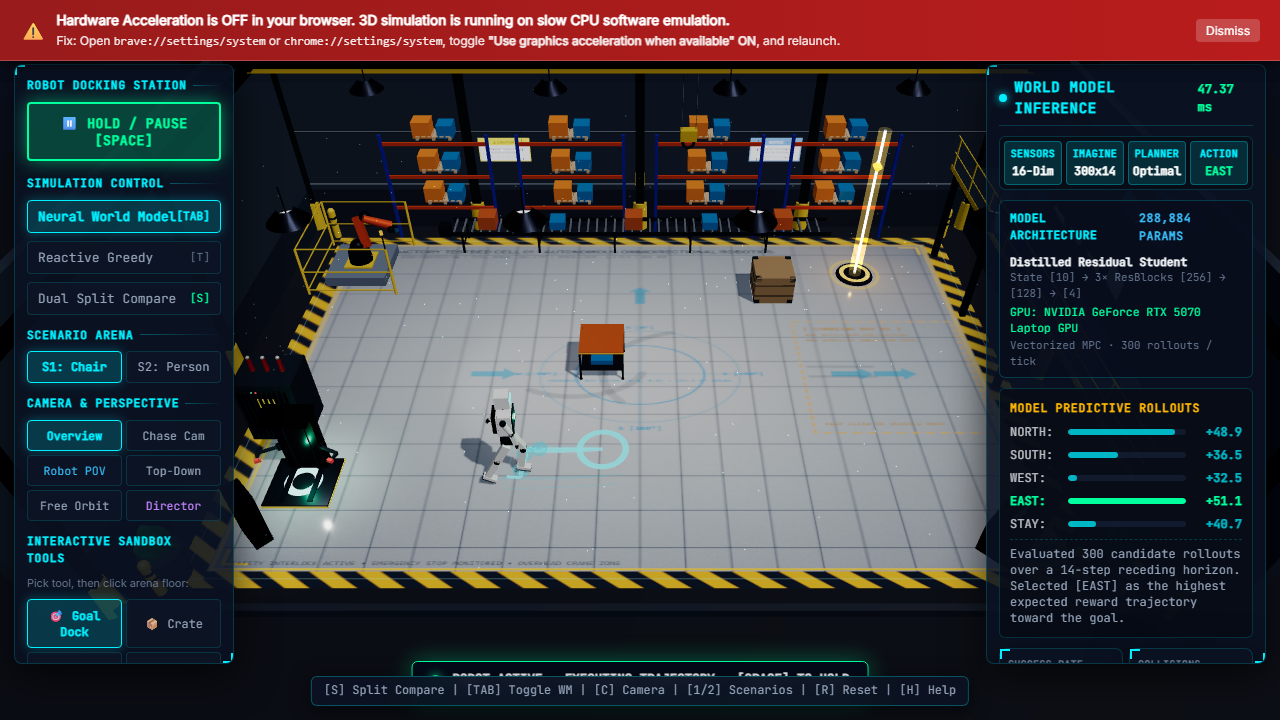 Hardware Acceleration is OFF in your browser. 3D simulation is running on slow CPU software emulation.
Fix: Open brave://settings/system or chrome://settings/system, toggle "Use graphics acceleration when available" ON, and relaunch.
Dismiss
ROBOT DOCKING STATION
HOLD / PAUSE
[SPACE]
SIMULATION CONTROL
Neural World Model[TAB]
Reactive Greedy [T]
Dual Split Compare [S]
SCENARIO ARENA
S1: Chair S2: Person
CAMERA & PERSPECTIVE
Overview Chase Cam
Robot POV Top-Down
Free Orbit Director
INTERACTIVE SANDBOX
TOOLS
Pick tool, then click arena floor:
Goal
Dock
Crate
WORLD MODEL
INFERENCE
47.37
ms
SENSORS IMAGINE PLANNER ACTION
16-Dim 300x14 Optimal EAST
MODEL
ARCHITECTURE
288,884
PARAMS
Distilled Residual Student
State [10] → 3× ResBlocks [256] →
[128] → [4]
GPU: NVIDIA GeForce RTX 5070
Laptop GPU
Vectorized MPC · 300 rollouts /
tick
MODEL PREDICTIVE ROLLOUTS
NORTH: +48.9
SOUTH: +36.5
WEST: +32.5
EAST: +51.1
STAY: +40.7
Evaluated 300 candidate rollouts
over a 14-step receding horizon.
Selected [EAST] as the highest
expected reward trajectory
toward the goal.
[S] Split Compare | [TAB] Toggle WM | [C] Camera | [1/2] Scenarios | [R] Reset | [H] Help